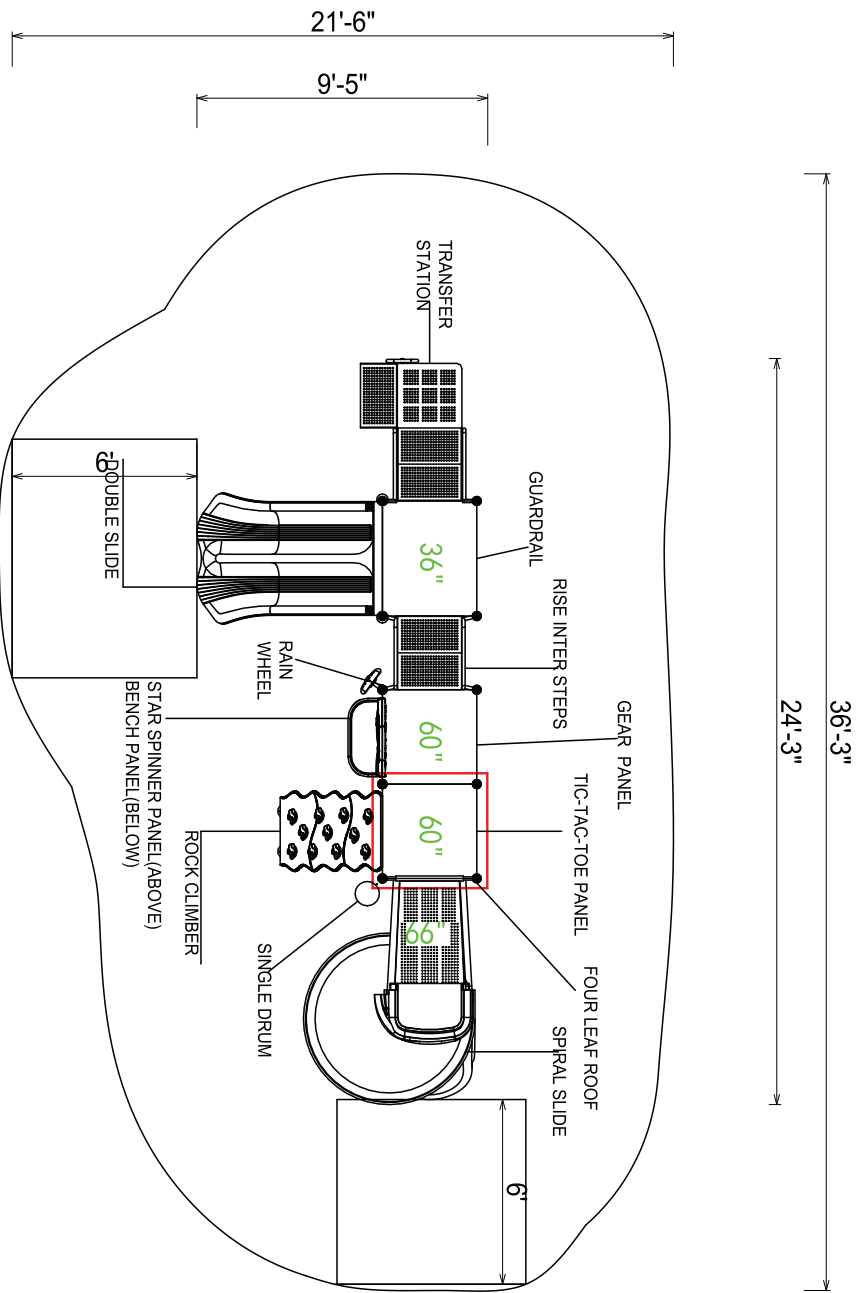 21'-6"
9'-5"
36'-3"
24'-3"
TRANSFER
STATION
GUARDRAIL
RISE INTER STEPS
GEAR PANEL
TIC-TAC-TOE PANEL
FOUR LEAF ROOF
SPIRAL SLIDE
6'
DOUBLE SLIDE
36"
60"
60"
66"
RAIN
WHEEL
STAR SPINNER PANEL(ABOVE)
BENCH PANEL(BELOW)
ROCK CLIMBER
SINGLE DRUM
6'